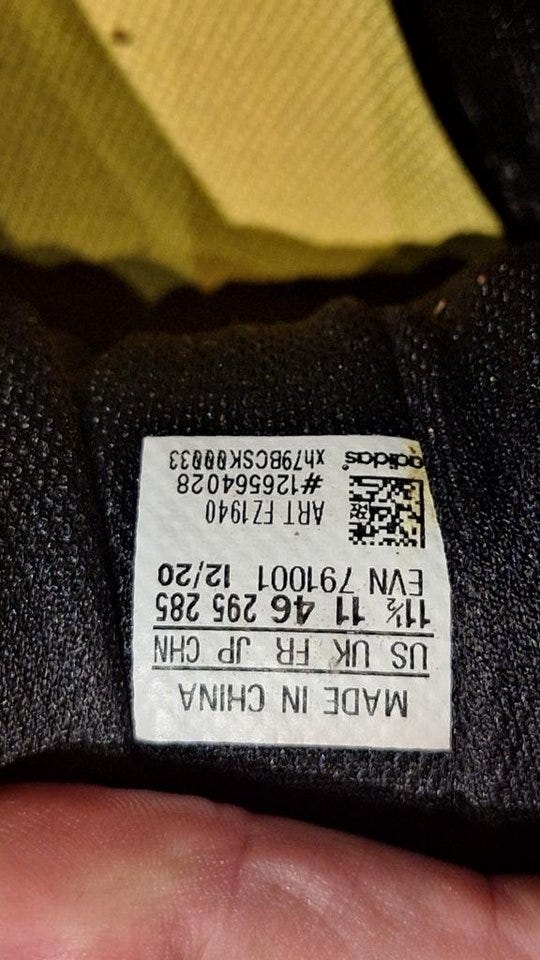 MADE IN CHINA
US UK FR JP CHN
11½ 11 46 295 285
EVN 791001 12/20
ART FZ1940
#126564028
adidas® xh79BCSK00033